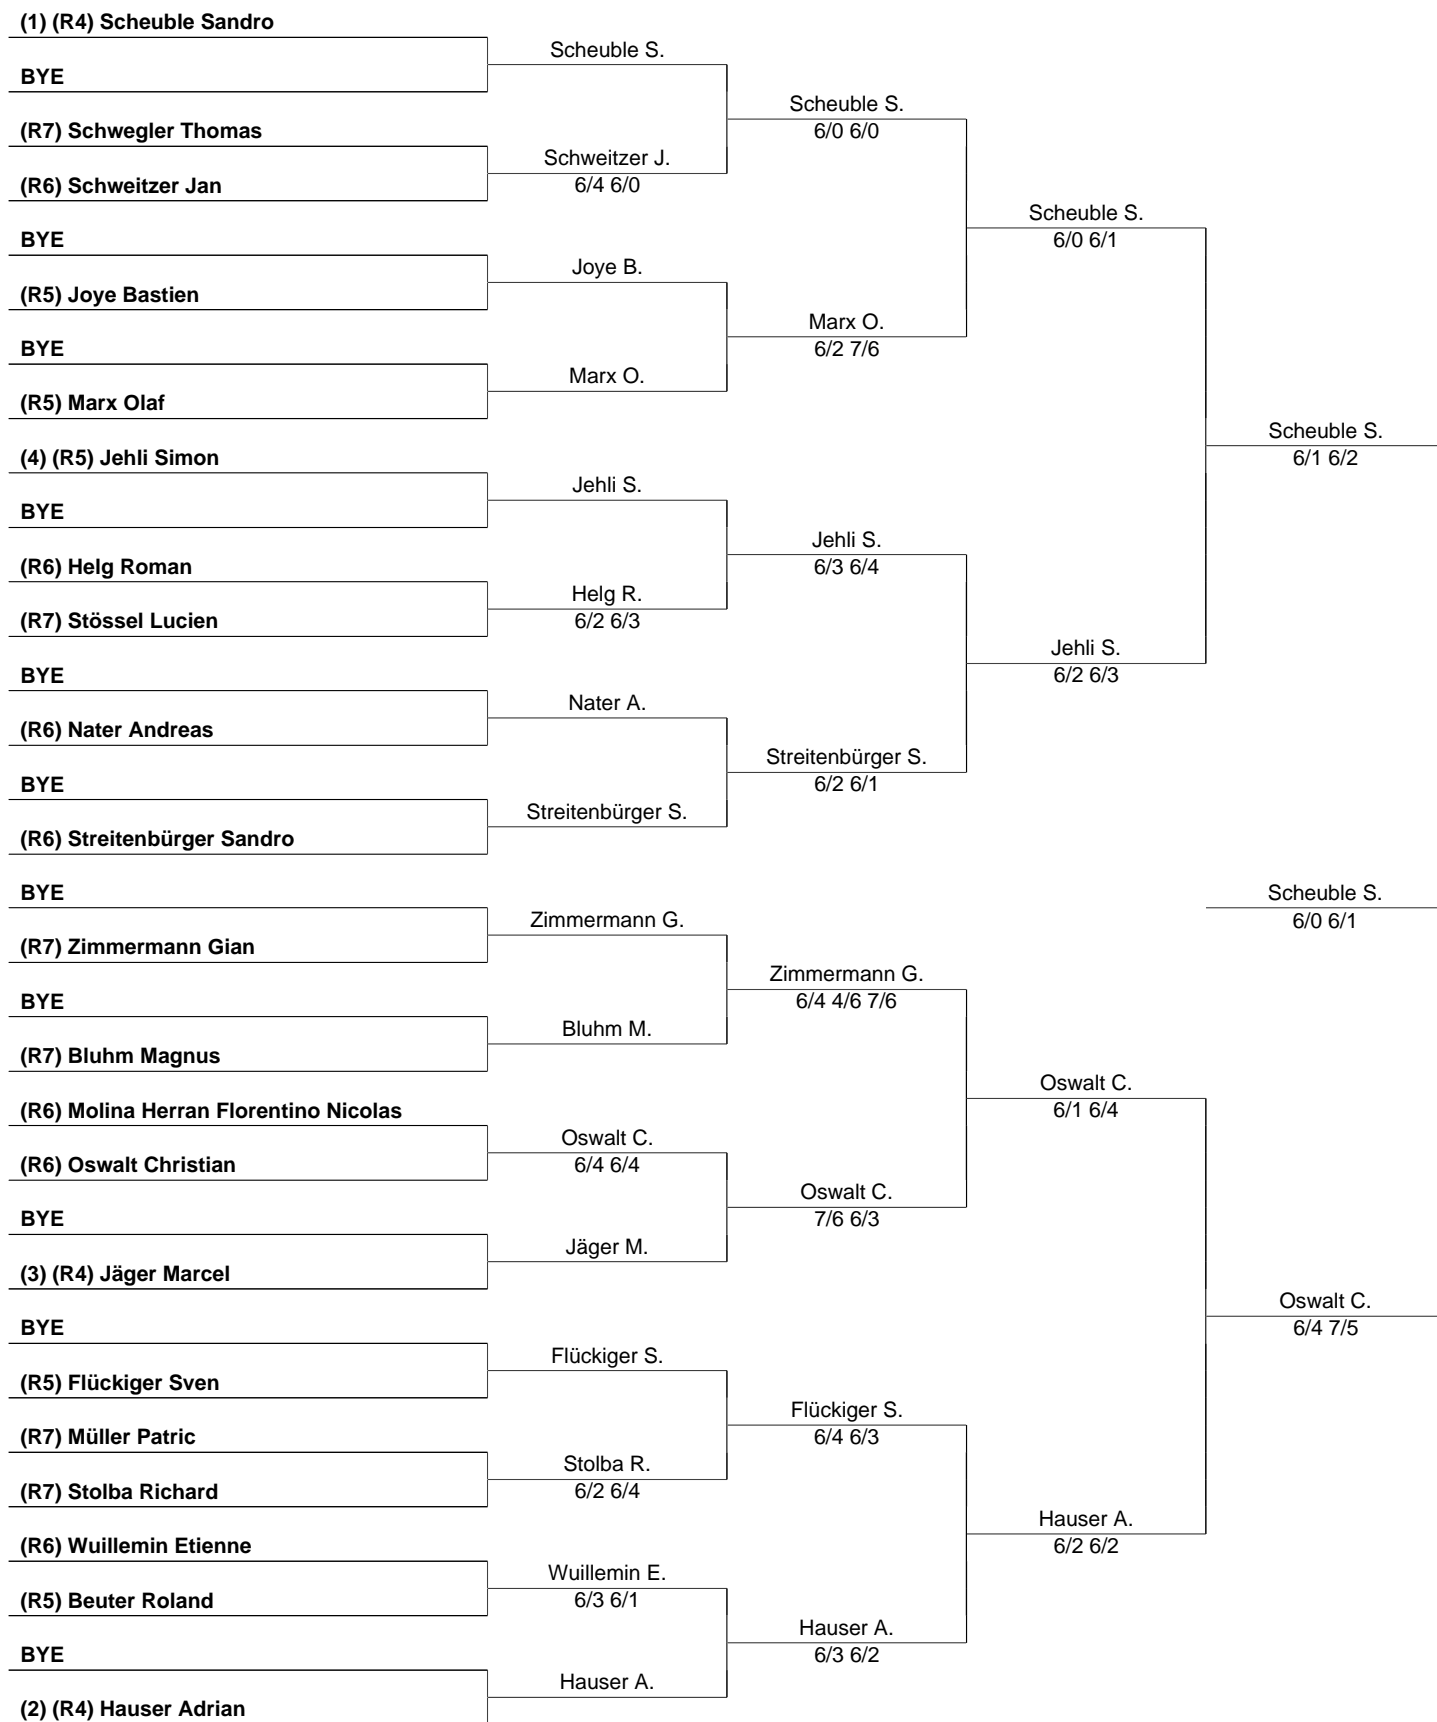 (1) (R4) Scheuble Sandro
Scheuble S.
BYE
Scheuble S.
6/0 6/0
(R7) Schwegler Thomas
Schweitzer J.
6/4 6/0
(R6) Schweitzer Jan
Scheuble S.
6/0 6/1
BYE
Joye B.
(R5) Joye Bastien
Marx O.
6/2 7/6
BYE
Marx O.
(R5) Marx Olaf
Scheuble S.
6/1 6/2
(4) (R5) Jehli Simon
Jehli S.
BYE
Jehli S.
6/3 6/4
(R6) Helg Roman
Helg R.
6/2 6/3
(R7) Stössel Lucien
Jehli S.
6/2 6/3
BYE
Nater A.
(R6) Nater Andreas
Streitenbürger S.
6/2 6/1
BYE
Streitenbürger S.
(R6) Streitenbürger Sandro
BYE
Scheuble S.
6/0 6/1
Zimmermann G.
(R7) Zimmermann Gian
Zimmermann G.
6/4 4/6 7/6
BYE
Bluhm M.
(R7) Bluhm Magnus
Oswalt C.
6/1 6/4
(R6) Molina Herran Florentino Nicolas
Oswalt C.
6/4 6/4
(R6) Oswalt Christian
Oswalt C.
7/6 6/3
BYE
Jäger M.
(3) (R4) Jäger Marcel
Oswalt C.
6/4 7/5
BYE
Flückiger S.
(R5) Flückiger Sven
Flückiger S.
6/4 6/3
(R7) Müller Patric
Stolba R.
6/2 6/4
(R7) Stolba Richard
Hauser A.
6/2 6/2
(R6) Wuillemin Etienne
Wuillemin E.
6/3 6/1
(R5) Beuter Roland
Hauser A.
6/3 6/2
BYE
Hauser A.
(2) (R4) Hauser Adrian